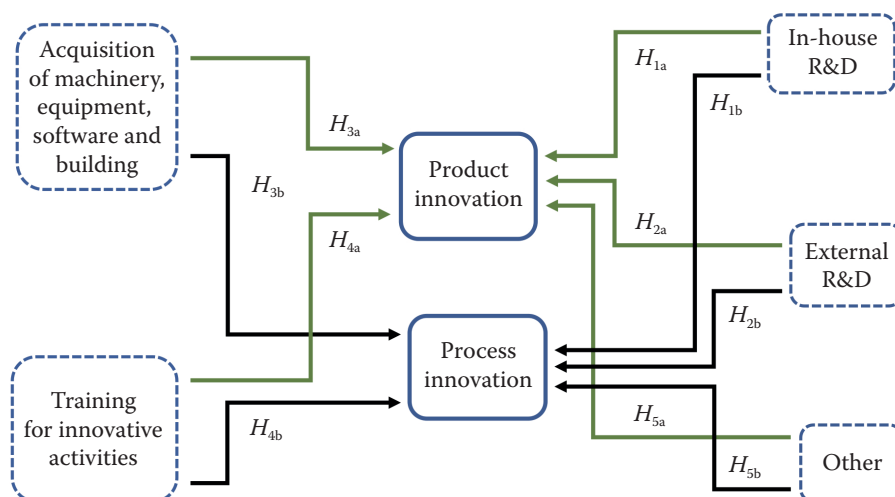 Acquisition
of machinery,
equipment,
software and
building
H3a
H3b
Training
for innovative
activities
H4a
H4b
Product
innovation
Process
innovation
In-house
R&D
H1a
H1b
External
R&D
H2a
H2b
Other
H5a
H5b